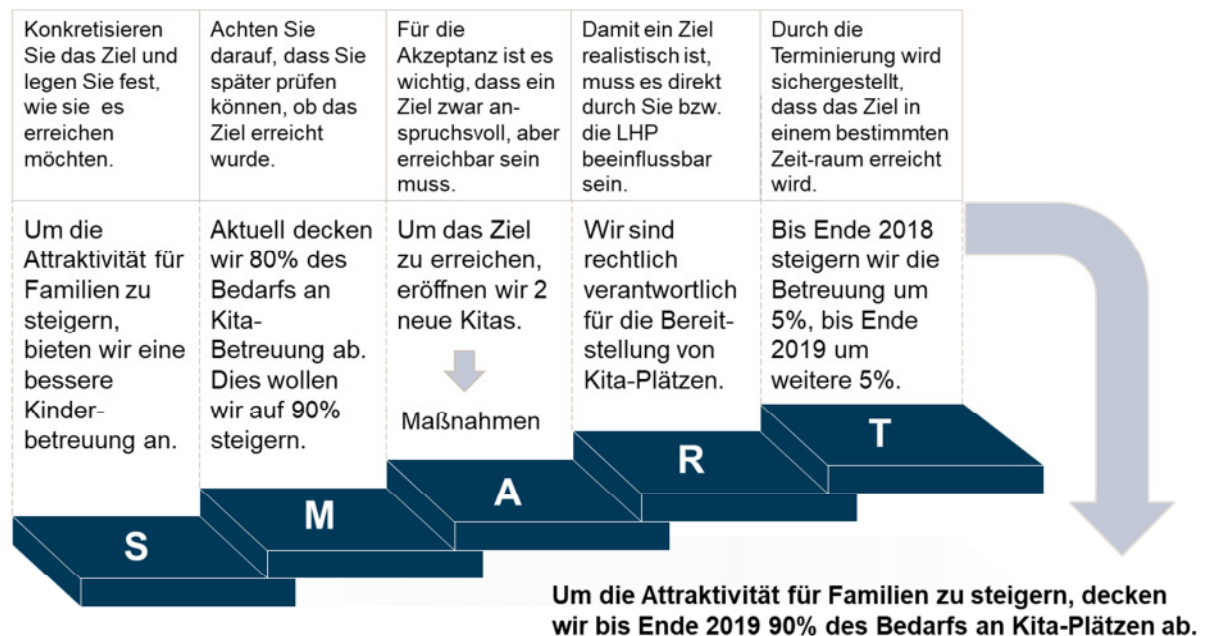 Konkretisieren
Sie das Ziel und
legen Sie fest,
wie sie es
erreichen
möchten.
Achten Sie
darauf, dass Sie
später prüfen
können, ob das
Ziel erreicht
wurde.
Für die
Akzeptanz ist es
wichtig, dass ein
Ziel zwar an-
spruchsvoll, aber
erreichbar sein
muss.
Damit ein Ziel
realistisch ist,
muss es direkt
durch Sie bzw.
die LHP
beeinflussbar
sein.
Durch die
Terminierung wird
sichergestellt,
dass das Ziel in
einem bestimmten
Zeit-raum erreicht
wird.
Um die
Attraktivität für
Familien zu
steigern,
bieten wir eine
bessere
Kinder-
betreuung an.
Aktuell decken
wir 80% des
Bedarfs an
Kita-
Betreuung ab.
Dies wollen
wir auf 90%
steigern.
Um das Ziel
zu erreichen,
eröffnen wir 2
neue Kitas.
Maßnahmen
Wir sind
rechtlich
verantwortlich
für die Bereit-
stellung von
Kita-Plätzen.
Bis Ende 2018
steigern wir die
Betreuung um
5%, bis Ende
2019 um
weitere 5%.
S
M
A
R
T
Um die Attraktivität für Familien zu steigern, decken
wir bis Ende 2019 90% des Bedarfs an Kita-Plätzen ab.